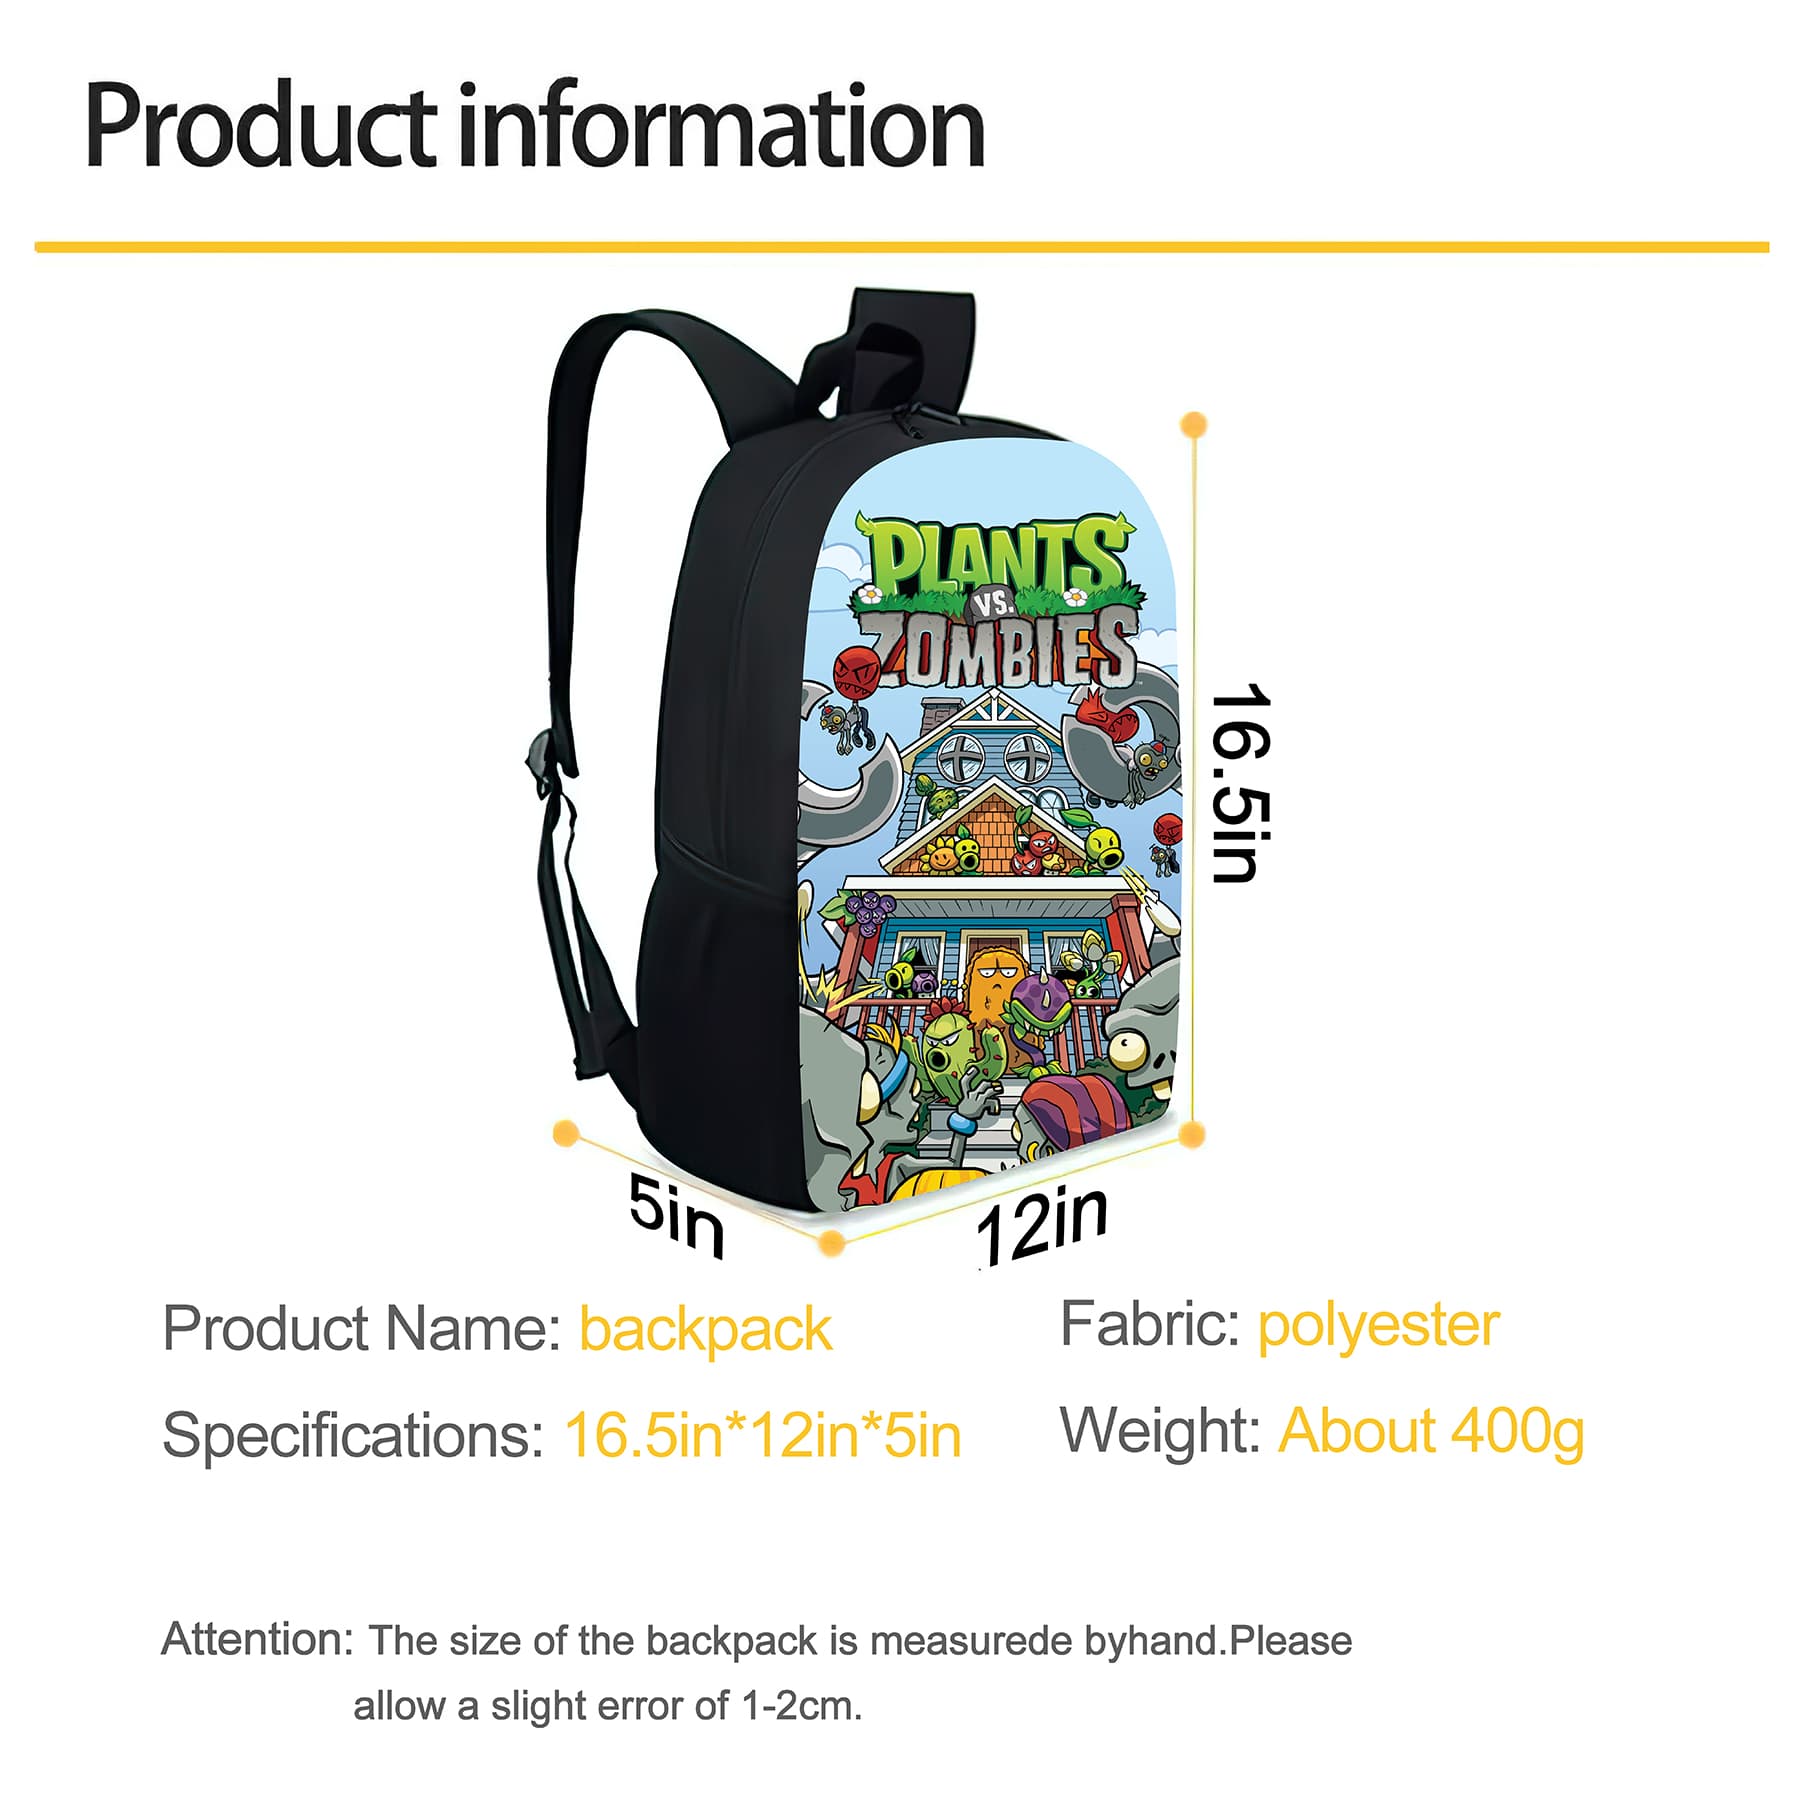 Product information
PLANTS
VS.
ZOMBIES
16.5in
5in
12in
Product Name: backpack
Fabric: polyester
Specifications: 16.5in*12in*5in
Weight: About 400g
Attention: The size of the backpack is measurede byhand.Please
allow a slight error of 1-2cm.